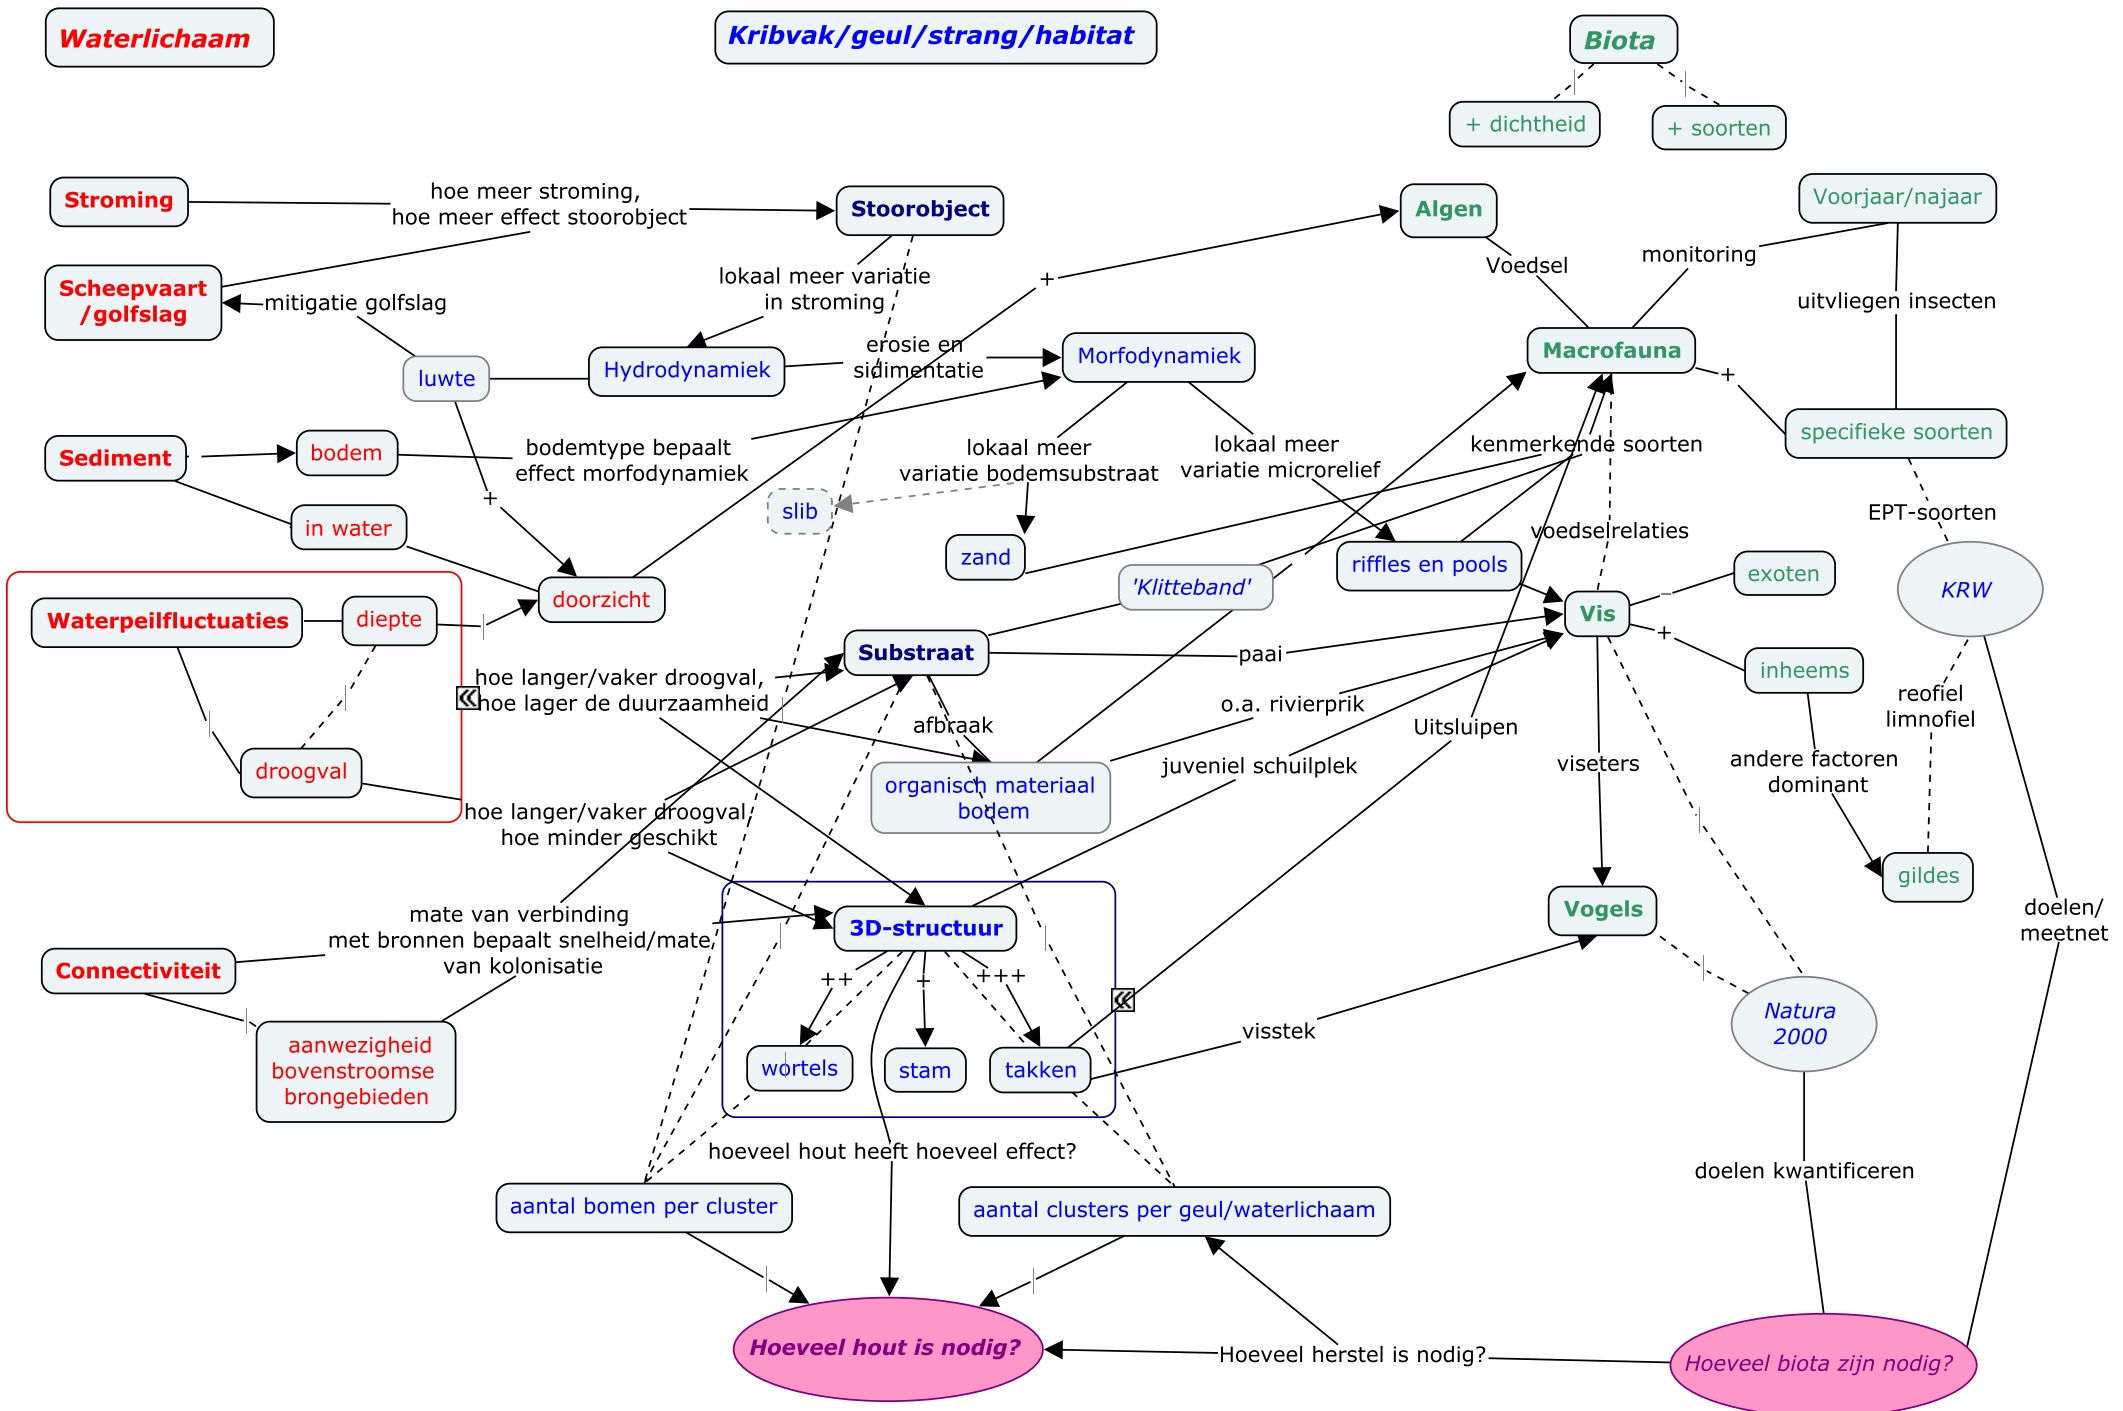 Waterlichaam
Kribvak/geul/strang/habitat
Biota
+ dichtheid
+ soorten
Stroming
hoe meer stroming,
hoe meer effect stoorobject
Stoorobject
Algen
Voorjaar/najaar
Scheepvaart
/golfslag
mitigatie golfslag
lokaal meer variatie
in stroming
+
Voedsel
monitoring
uitvliegen insecten
luwte
Hydrodynamiek
erosie en
sidimentatie
Morfodynamiek
Macrofauna
+
Sediment
bodem
bodemtype bepaalt
effect morfodynamiek
lokaal meer
variatie bodemsubstraat
lokaal meer
variatie microrelief
kenmerkende soorten
specifieke soorten
+
in water
slib
EPT-soorten
zand
riffles en pools
voedselrelaties
doorzicht
'Klitteband'
exoten
–
KRW
Waterpeilfluctuaties
diepte
Vis
+
Substraat
paai
inheems
hoe langer/vaker droogval,
hoe lager de duurzaamheid
afbraak
o.a. rivierprik
Uitsluipen
reofiel
limnofiel
droogval
organisch materiaal
bodem
juveniel schuilplek
viseters
andere factoren
dominant
hoe langer/vaker droogval,
hoe minder geschikt
gildes
mate van verbinding
met bronnen bepaalt snelheid/mate
van kolonisatie
3D-structuur
Vogels
doelen/
meetnet
Connectiviteit
++
+
+++
aanwezigheid
bovenstroomse
brongebieden
wortels
stam
takken
visstek
Natura
2000
hoeveel hout heeft hoeveel effect?
doelen kwantificeren
aantal bomen per cluster
aantal clusters per geul/waterlichaam
Hoeveel hout is nodig?
Hoeveel herstel is nodig?
Hoeveel biota zijn nodig?